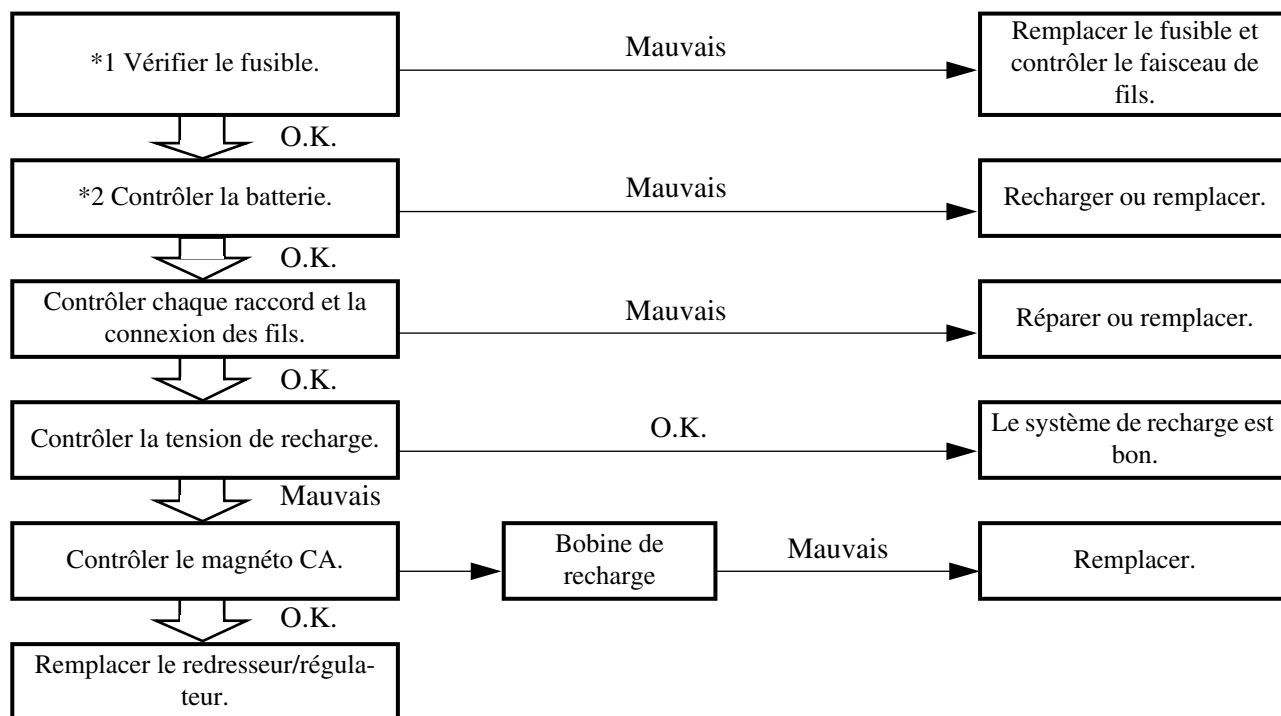 *1 Vérifier le fusible.
Mauvais
Remplacer le fusible et
contrôler le faisceau de
fils.
O.K.
*2 Contrôler la batterie.
Mauvais
Recharger ou remplacer.
O.K.
Contrôler chaque raccord et la
connexion des fils.
Mauvais
Réparer ou remplacer.
O.K.
Contrôler la tension de recharge.
O.K.
Le système de recharge est
bon.
Mauvais
Contrôler le magnéto CA.
Bobine de
recharge
Mauvais
Remplacer.
O.K.
Remplacer le redresseur/régula-
teur.